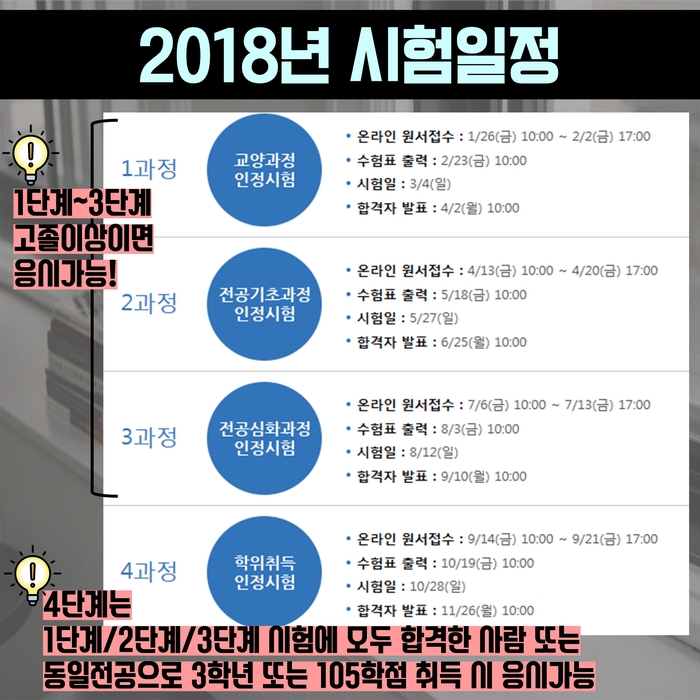 2018년 시험일정
1단계~3단계
고졸이상이면
응시가능!
1과정
교양과정
인정시험
• 온라인 원서접수 : 1/26(금) 10:00 ~ 2/2(금) 17:00
• 수험표 출력 : 2/23(금) 10:00
• 시험일 : 3/4(일)
• 합격자 발표 : 4/2(월) 10:00
2과정
전공기초과정
인정시험
• 온라인 원서접수 : 4/13(금) 10:00 ~ 4/20(금) 17:00
• 수험표 출력 : 5/18(금) 10:00
• 시험일 : 5/27(일)
• 합격자 발표 : 6/25(월) 10:00
3과정
전공심화과정
인정시험
• 온라인 원서접수 : 7/6(금) 10:00 ~ 7/13(금) 17:00
• 수험표 출력 : 8/3(금) 10:00
• 시험일 : 8/12(일)
• 합격자 발표 : 9/10(월) 10:00
4과정
학위취득
인정시험
• 온라인 원서접수 : 9/14(금) 10:00 ~ 9/21(금) 17:00
• 수험표 출력 : 10/19(금) 10:00
• 시험일 : 10/28(일)
• 합격자 발표 : 11/26(월) 10:00
4단계는
1단계/2단계/3단계 시험에 모두 합격한 사람 또는
동일전공으로 3학년 또는 105학점 취득 시 응시가능